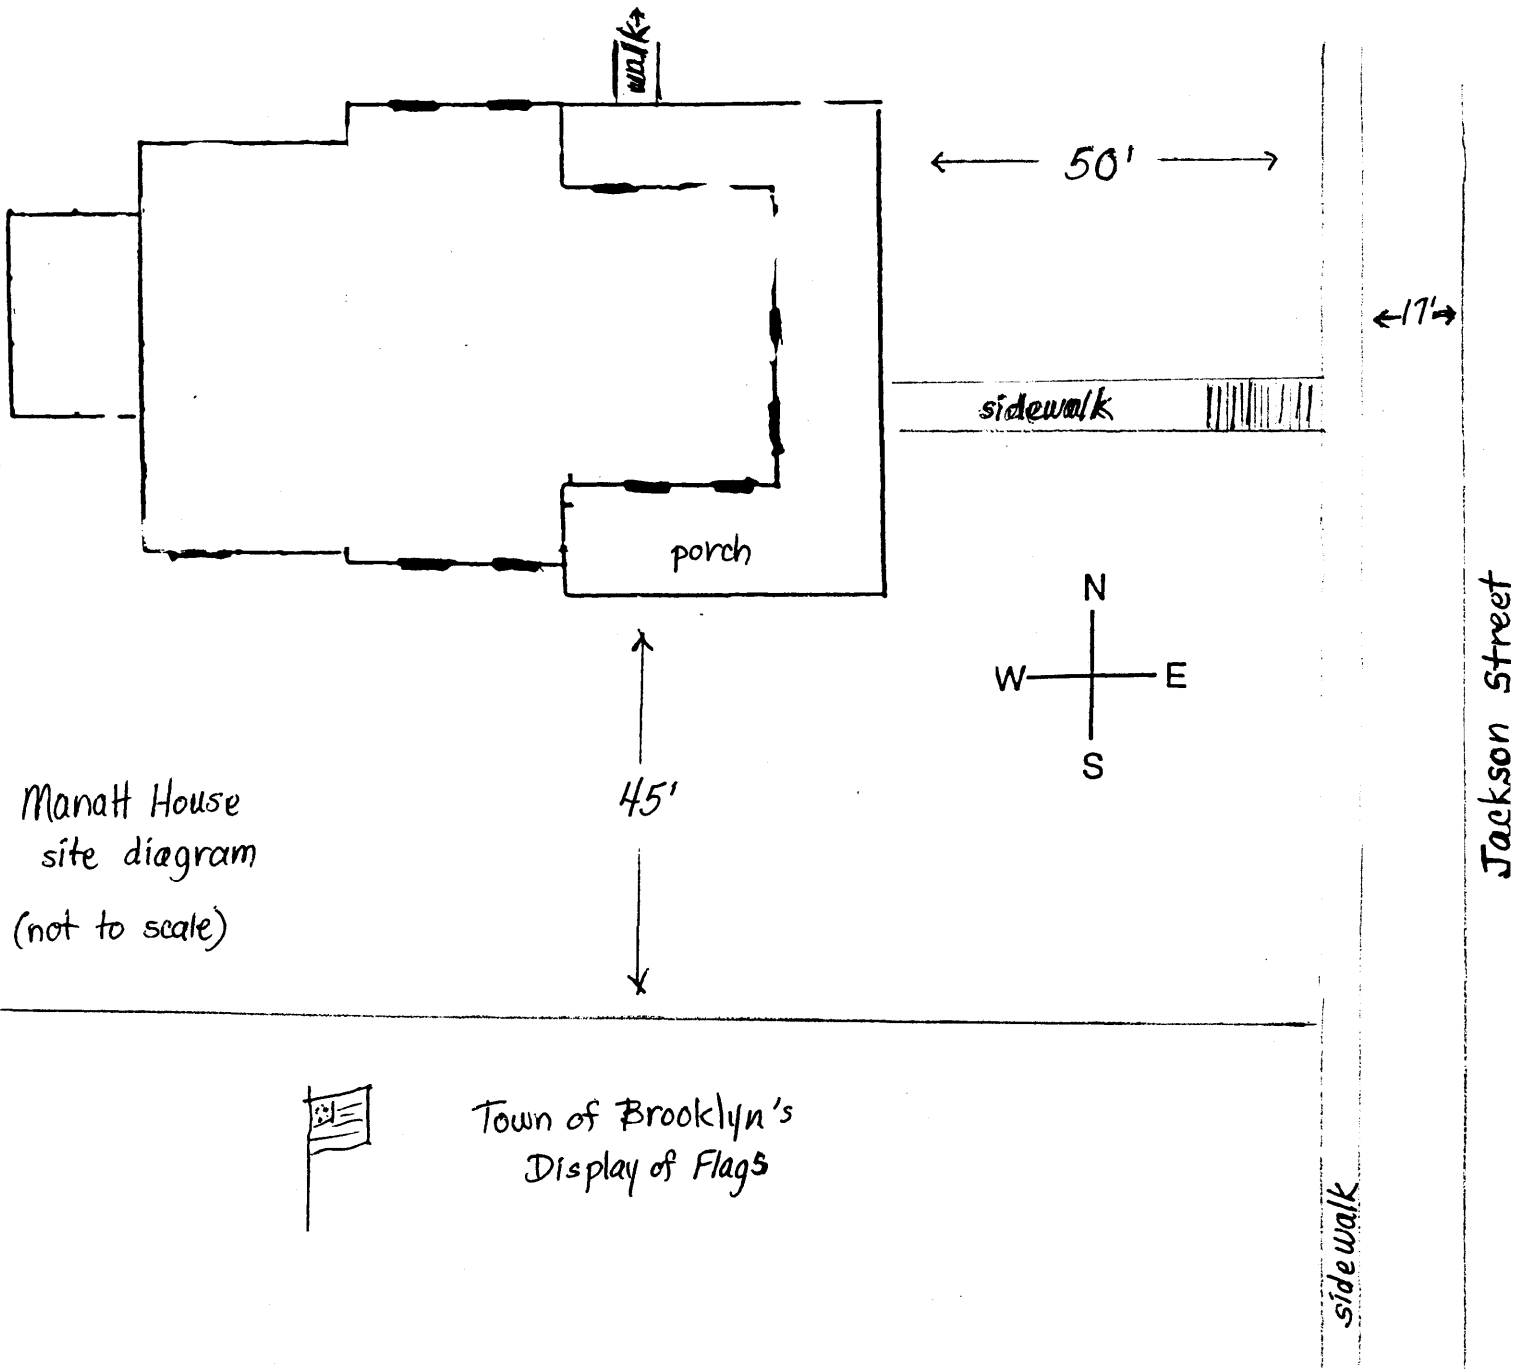 walk
50'
17'
sidewalk
porch
N
W E
S
Jackson Street
45'
Manatt House
site diagram
(not to scale)
Town of Brooklyn's
Display of Flags
sidewalk